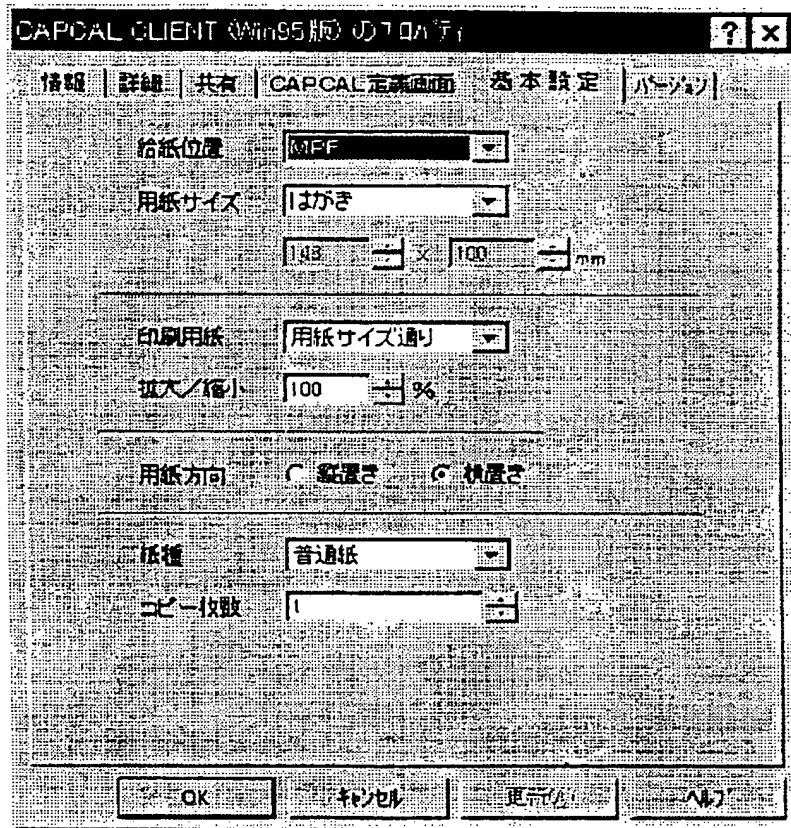 CAPCAL CLIENT (Win95版) のプロパティ
情報 詳細 共有 CAPCAL定義画面 基本設定 バージョン
給紙位置 MPF
用紙サイズ はがき
148 × 100 mm
印刷用紙 用紙サイズ通り
拡大/縮小 100 %
用紙方向 縦置き 横置き
紙種 普通紙
コピー枚数 1
OK キャンセル 更新(A) ヘルプ